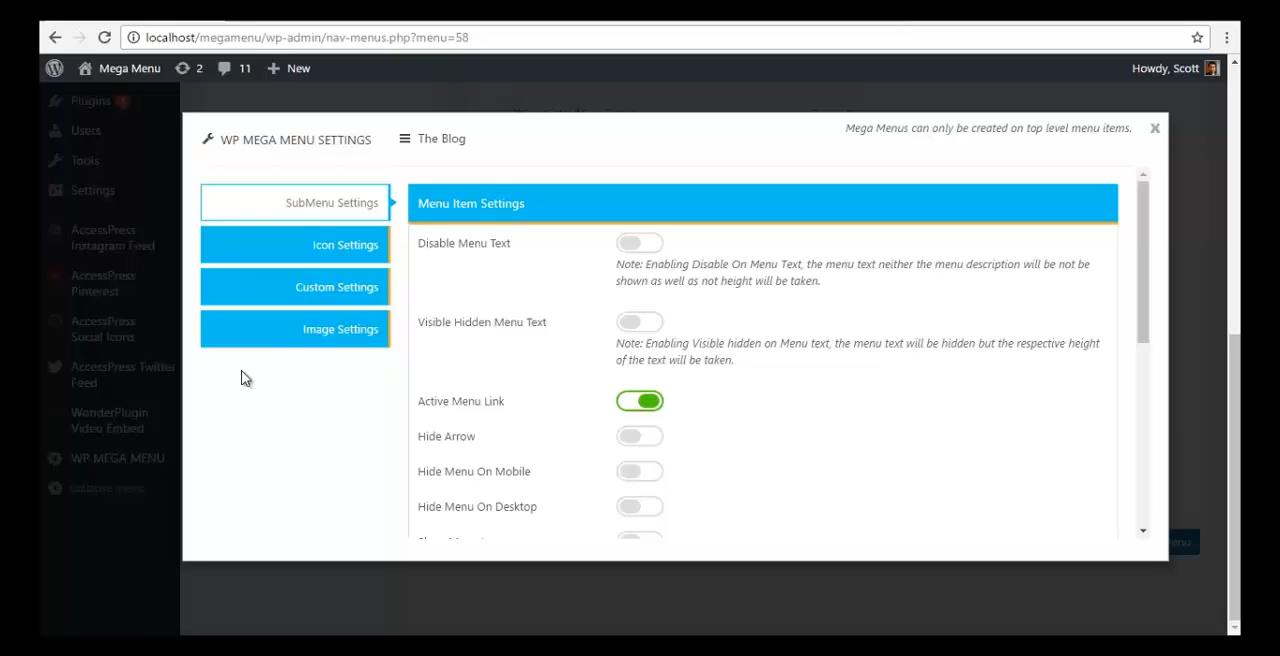 localhost/megamenu/wp-admin/nav-menus.php?menu=58
Mega Menu 2 11 New
Howdy, Scott
Plugins
Users
Tools
Settings
AccessPress
Instagram Feed
AccessPress
Pinterest
AccessPress
Social Icons
AccessPress Twitter
Feed
WonderPlugin
Video Embed
WP MEGA MENU
Collapse menu
WP MEGA MENU SETTINGS
The Blog
Mega Menus can only be created on top level menu items.
x
SubMenu Settings
Icon Settings
Custom Settings
Image Settings
Menu Item Settings
Disable Menu Text
Note: Enabling Disable On Menu Text, the menu text neither the menu description will be not be
shown as well as not height will be taken.
Visible Hidden Menu Text
Note: Enabling Visible hidden on Menu text, the menu text will be hidden but the respective height
of the text will be taken.
Active Menu Link
Hide Arrow
Hide Menu On Mobile
Hide Menu On Desktop